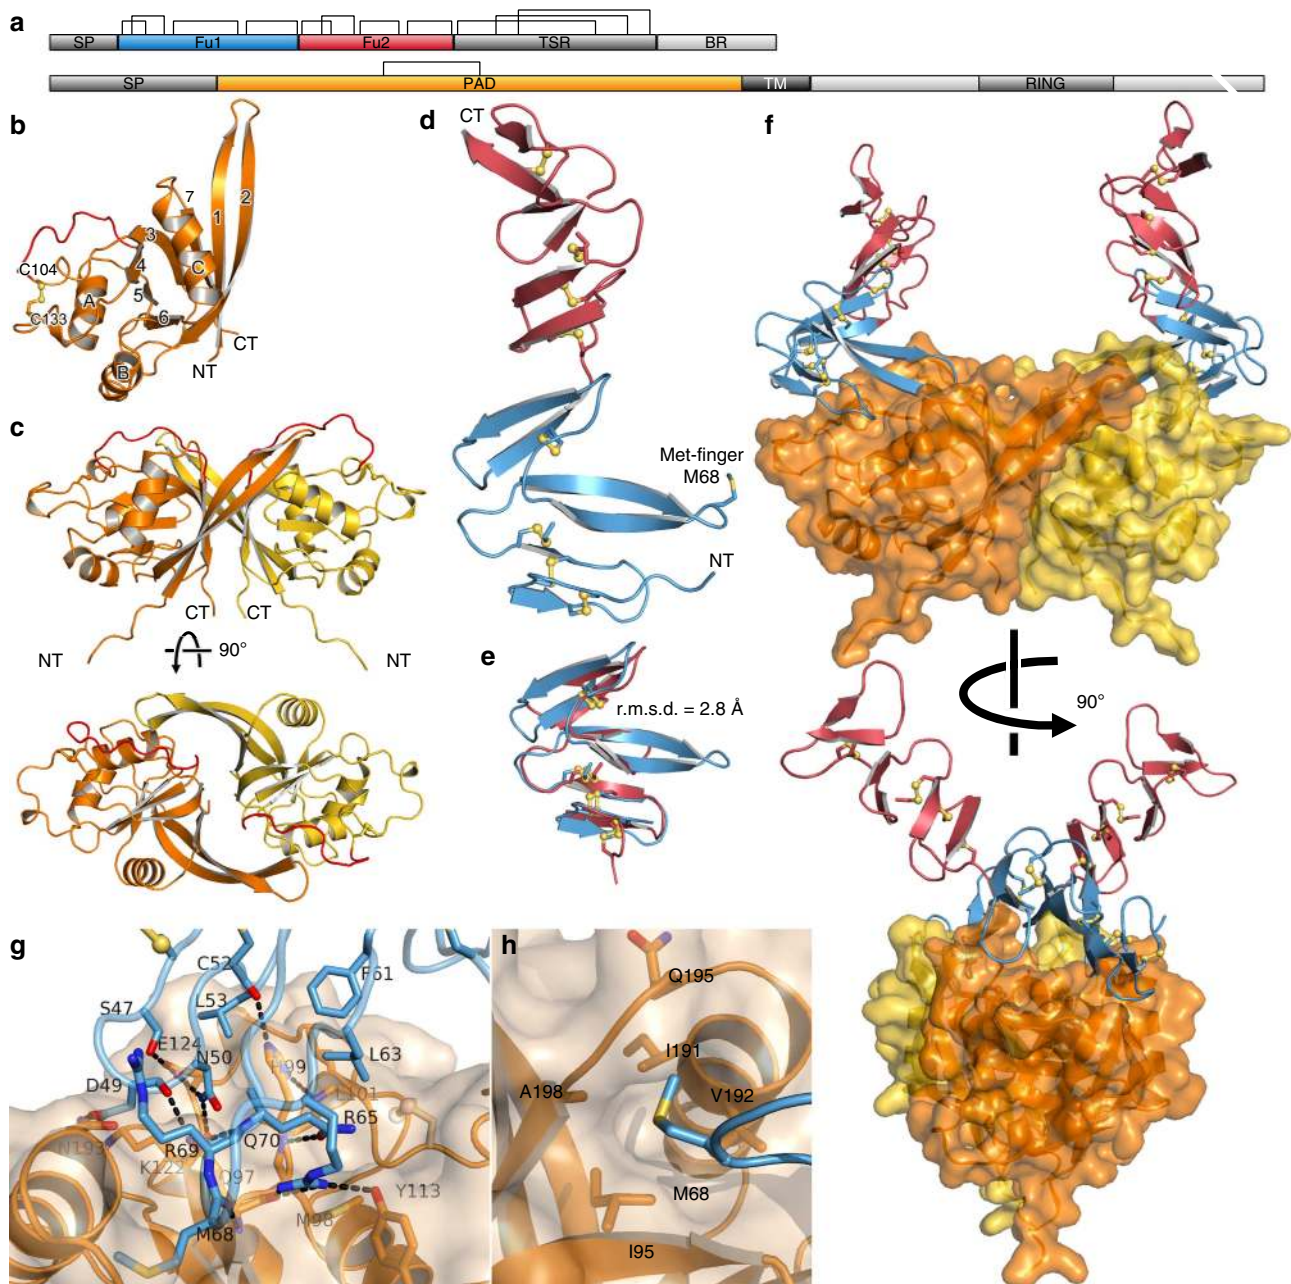 a
SP Fu1 Fu2 TSR BR
SP PAD TM RING
b
7
2
1
3
4
C
C104
A
5
C133
6
CT
B
NT
c
CT CT
NT 90° NT
d
CT
Met-finger
M68
NT
e
r.m.s.d. = 2.8 Å
f
90°
g
C52
F61
L53
S47
E124
N50
L63
H99
D49
L101
R65
R69
Q70
N193
K122
D97
Y113
M98
M68
h
Q195
I191
A198
V192
M68
I95